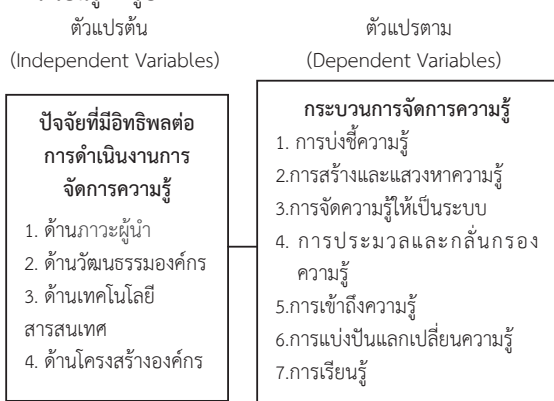 ตัวแปรต้น
(Independent Variables)
ปัจจัยที่มีอิทธิพลต่อ
การดำเนินงานการ
จัดการความรู้
1. ด้านภาวะผู้นำ
2. ด้านวัฒนธรรมองค์กร
3. ด้านเทคโนโลยี
สารสนเทศ
4. ด้านโครงสร้างองค์กร
ตัวแปรตาม
(Dependent Variables)
กระบวนการจัดการความรู้
1. การบ่งชี้ความรู้
2.การสร้างและแสวงหาความรู้
3.การจัดความรู้ให้เป็นระบบ
4. การประมวลและกลั่นกรอง
ความรู้
5.การเข้าถึงความรู้
6.การแบ่งปันแลกเปลี่ยนความรู้
7.การเรียนรู้